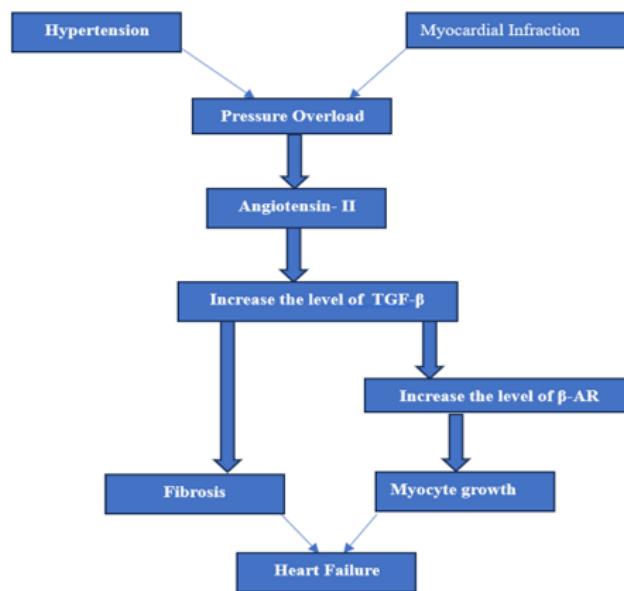 Hypertension
Myocardial Infraction
Pressure Overload
Angiotensin- II
Increase the level of TGF-β
Increase the level of β-AR
Fibrosis
Myocyte growth
Heart Failure